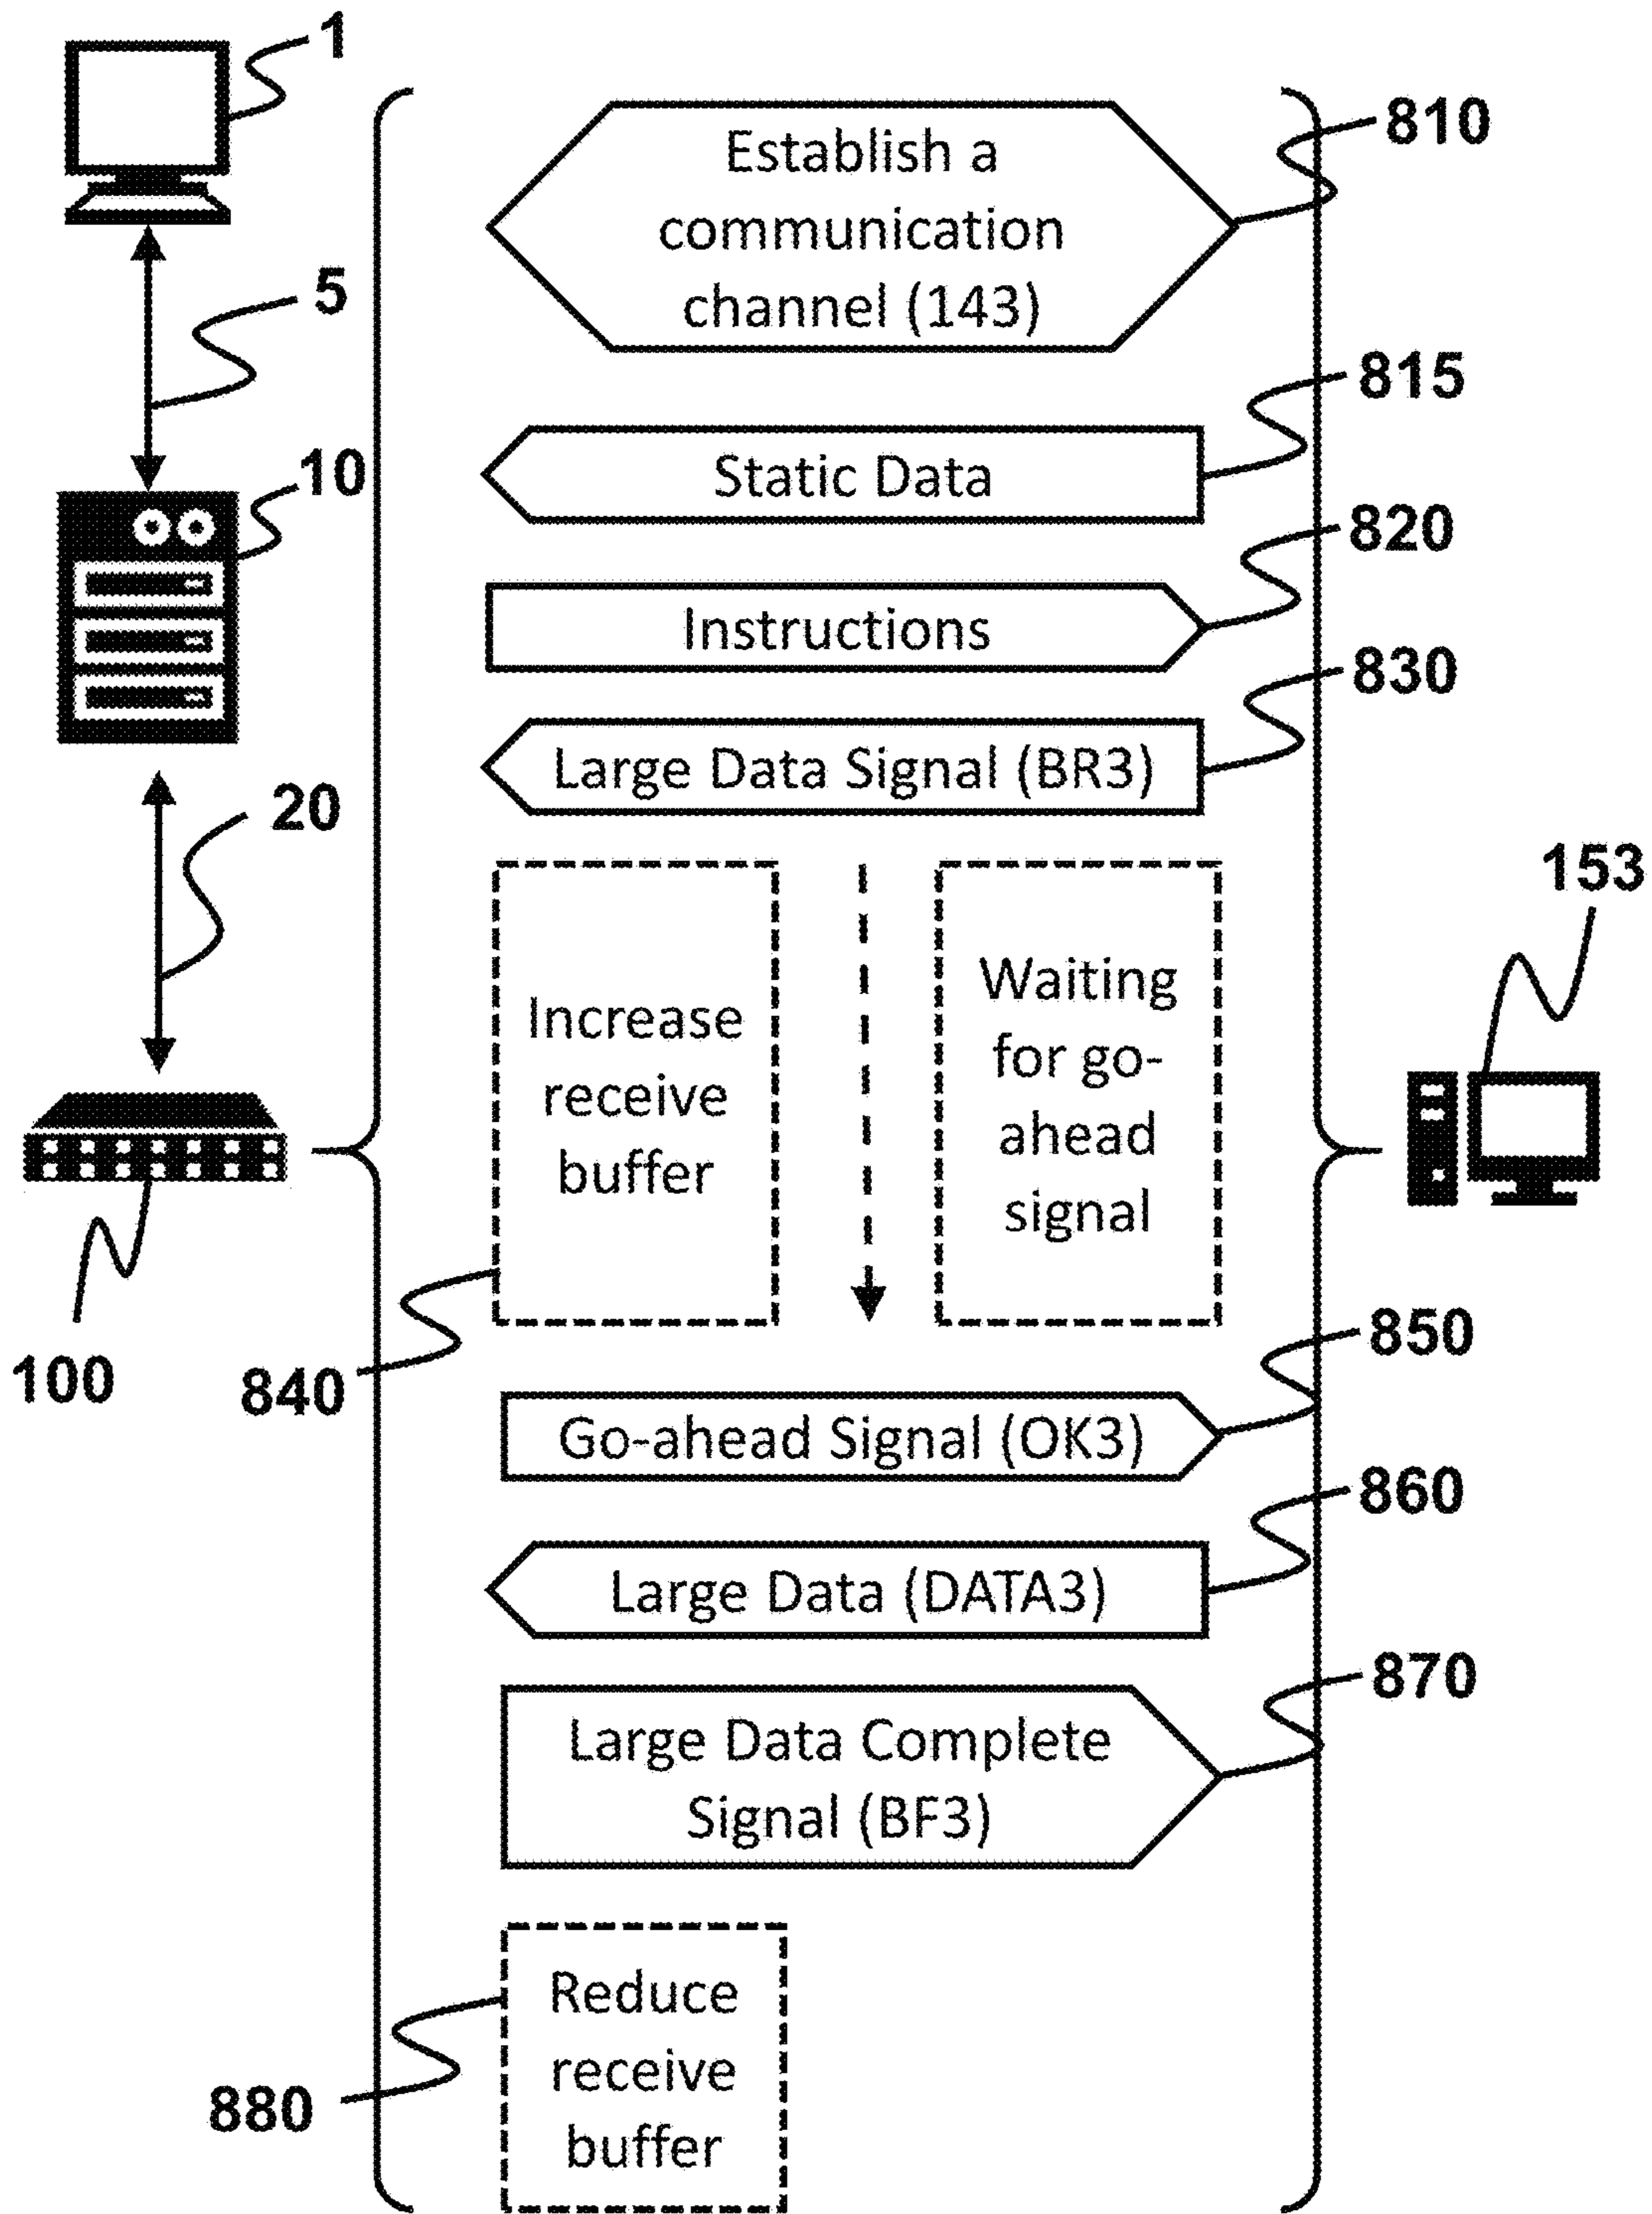 1
810
Establish a
communication
channel (143)
5
815
Static Data
10
820
Instructions
830
Large Data Signal (BR3)
20
153
Increase
receive
buffer
Waiting
for go-
ahead
signal
100
840
850
Go-ahead Signal (OK3)
860
Large Data (DATA3)
870
Large Data Complete
Signal (BF3)
880
Reduce
receive
buffer